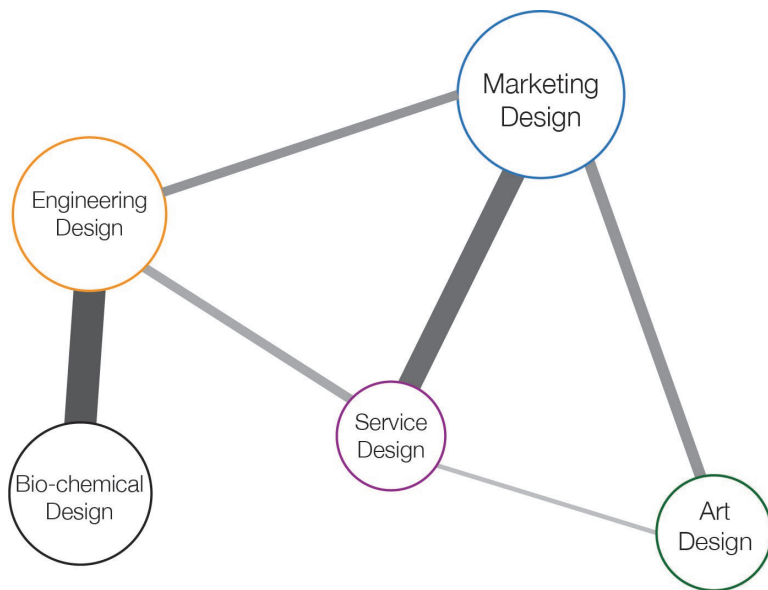 Marketing
Design
Engineering
Design
Service
Design
Bio-chemical
Design
Art
Design